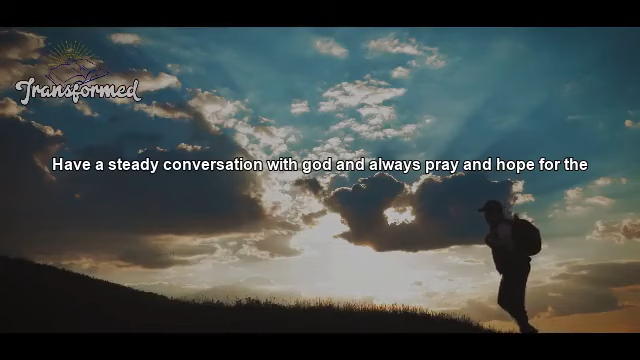 Transformed
Have a steady conversation with god and always pray and hope for the